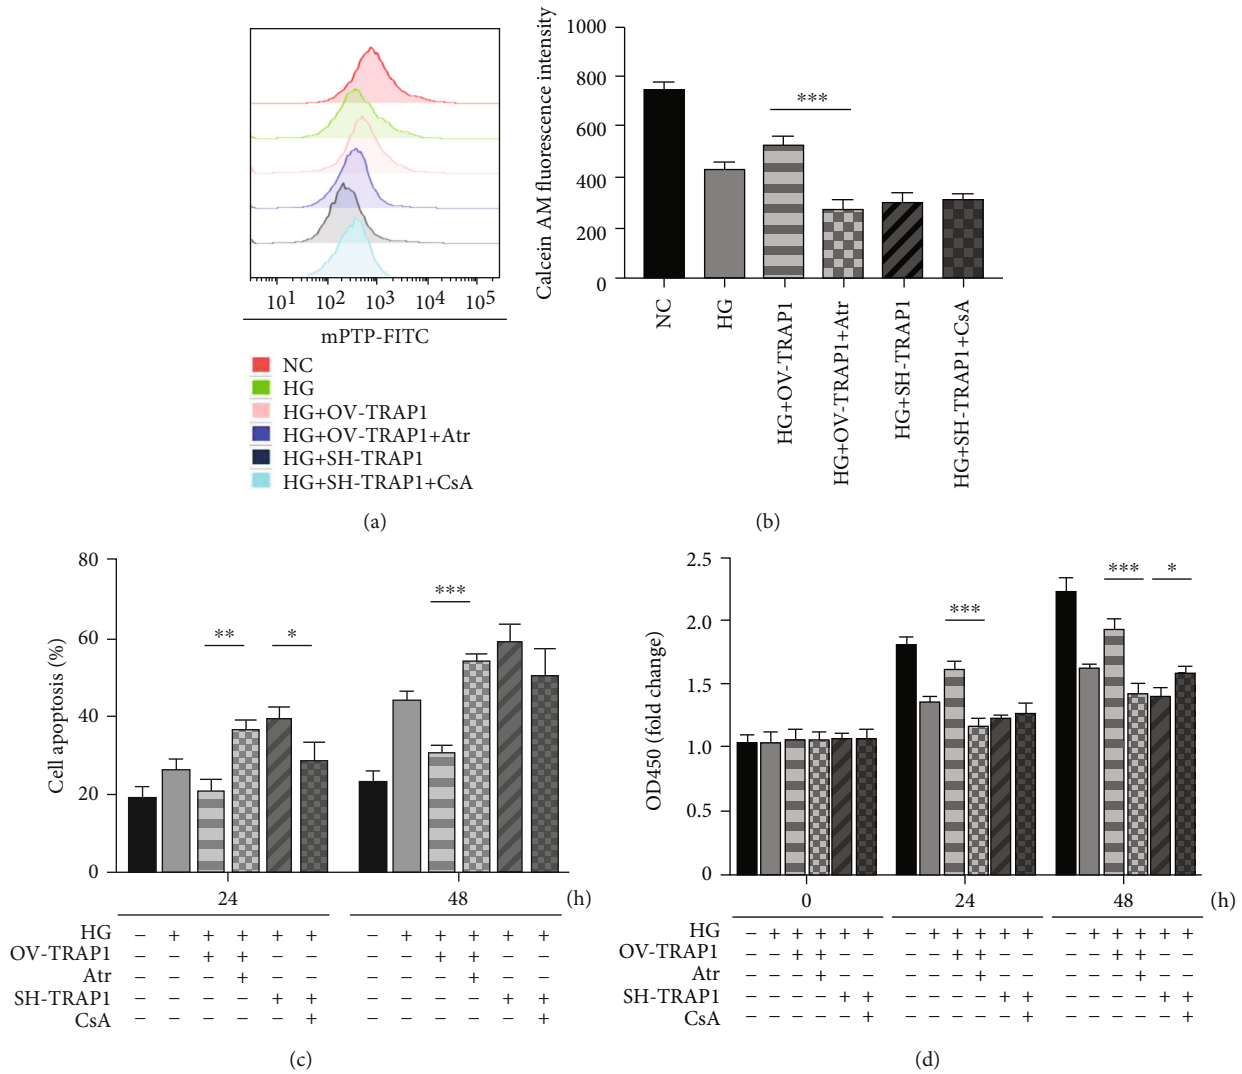 10¹ 10² 10³ 10⁴ 10⁵
mPTP-FITC
NC
HG
HG+OV-TRAP1
HG+OV-TRAP1+Atr
HG+SH-TRAP1
HG+SH-TRAP1+CsA
(a)
Calcein AM fluorescence intensity
1000
800
600
400
200
0
***
NC
HG
HG+OV-TRAP1
HG+OV-TRAP1+Atr
HG+SH-TRAP1
HG+SH-TRAP1+CsA
(b)
Cell apoptosis (%)
80
60
40
20
0
** * ***
24 48 (h)
HG – + + + + + – + + + + +
OV-TRAP1 – – + + – – – – + + – –
Atr – – – + – – – – – + – –
SH-TRAP1 – – – – + + – – – – + +
CsA – – – – – + – – – – – +
(c)
OD450 (fold change)
2.5
2.0
1.5
1.0
0.5
0
*** *** *
0 24 48 (h)
HG – + + + + + – + + + + + – + + + + +
OV-TRAP1 – – + + – – – – + + – – – – + + – –
Atr – – – + – – – – – + – – – – – + – –
SH-TRAP1 – – – – + + – – – – + + – – – – + +
CsA – – – – – + – – – – – + – – – – – +
(d)